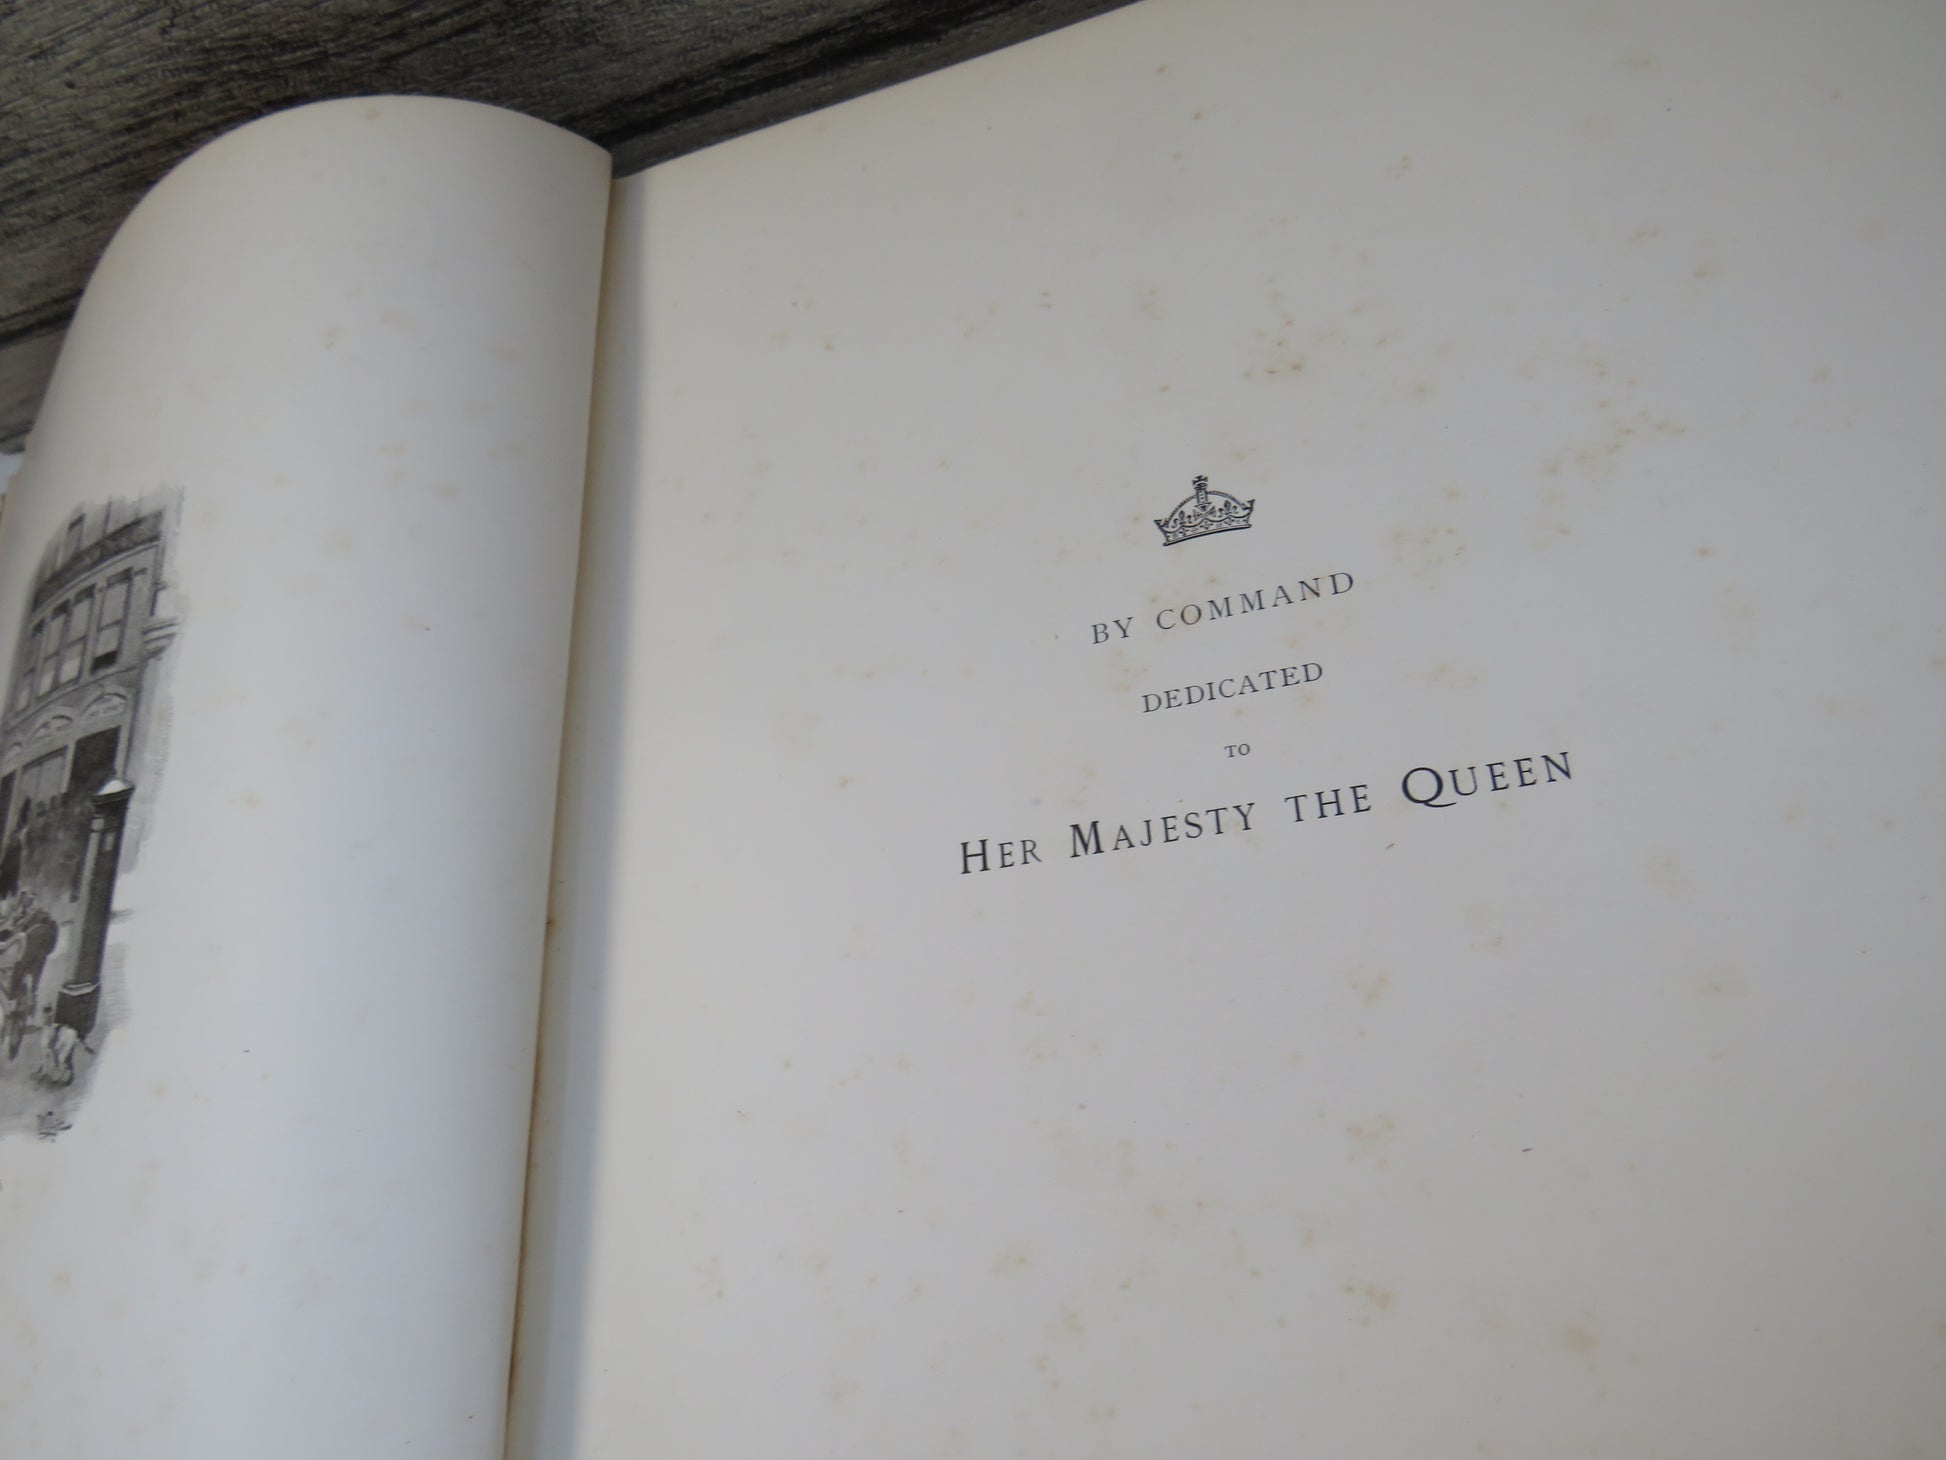 BY COMMAND
DEDICATED
TO
HER MAJESTY THE QUEEN